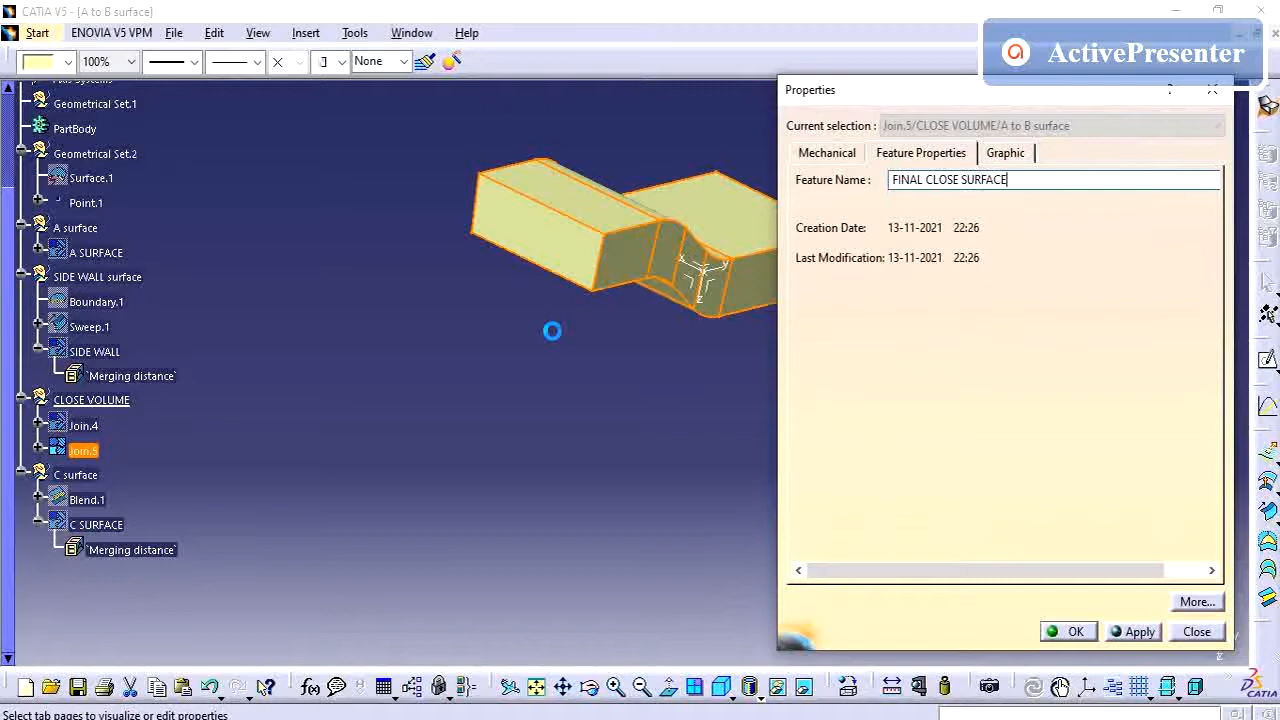 CATIA V5 - [A to B surface]
Start ENOVIA V5 VPM File Edit View Insert Tools Window Help
ActivePresenter
100% None
Axis Systems
Geometrical Set.1
PartBody
Geometrical Set.2
Surface.1
Point.1
A surface
A SURFACE
SIDE WALL surface
Boundary.1
Sweep.1
SIDE WALL
`Merging distance`
CLOSE VOLUME
Join.4
Join.5
C surface
Blend.1
C SURFACE
`Merging distance`
Properties
Current selection : Join.5/CLOSE VOLUME/A to B surface
Mechanical Feature Properties Graphic
Feature Name : FINAL CLOSE SURFACE
Creation Date: 13-11-2021 22:26
Last Modification: 13-11-2021 22:26
More...
OK Apply Close
CATIA
Select tab pages to visualize or edit properties